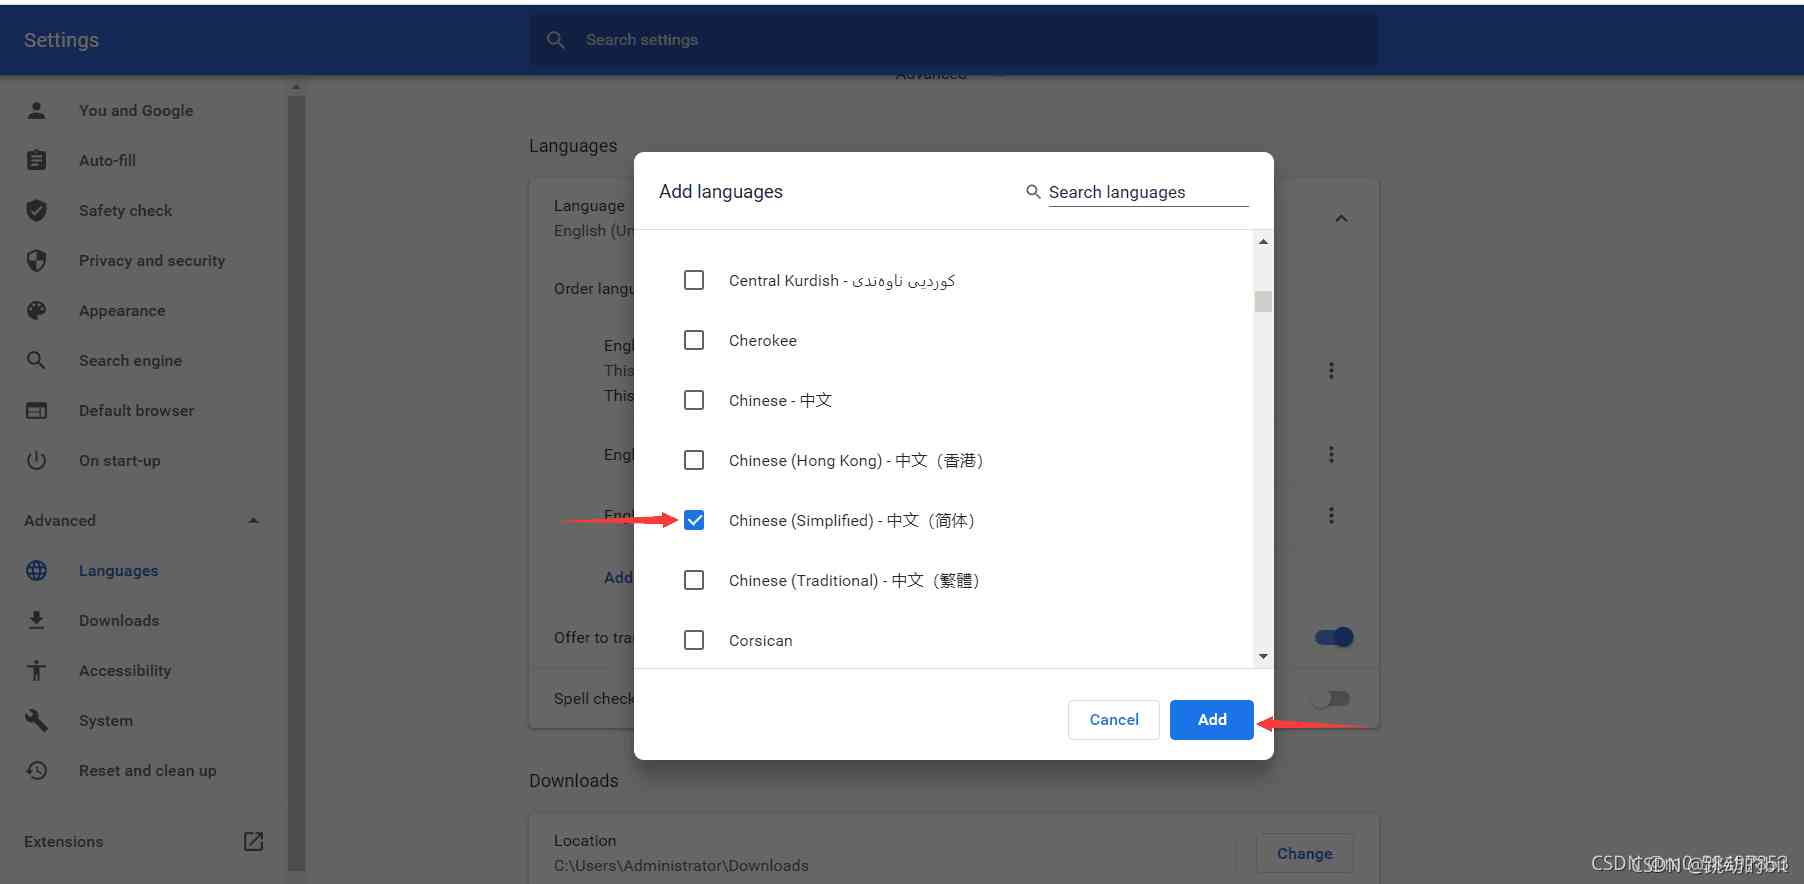 Settings
Search settings
Advanced
You and Google
Auto-fill
Safety check
Privacy and security
Appearance
Search engine
Default browser
On start-up
Advanced
Languages
Downloads
Accessibility
System
Reset and clean up
Extensions
Languages
Language
English (Un
Order langu
Engl
This
This
Engl
Engl
Add
Offer to tra
Spell check
Add languages
Search languages
Central Kurdish - کوردیی ناوەندی
Cherokee
Chinese - 中文
Chinese (Hong Kong) - 中文（香港）
Chinese (Simplified) - 中文（简体）
Chinese (Traditional) - 中文（繁體）
Corsican
Cancel
Add
Downloads
Location
C:\Users\Administrator\Downloads
Change
CSDN
CSDN